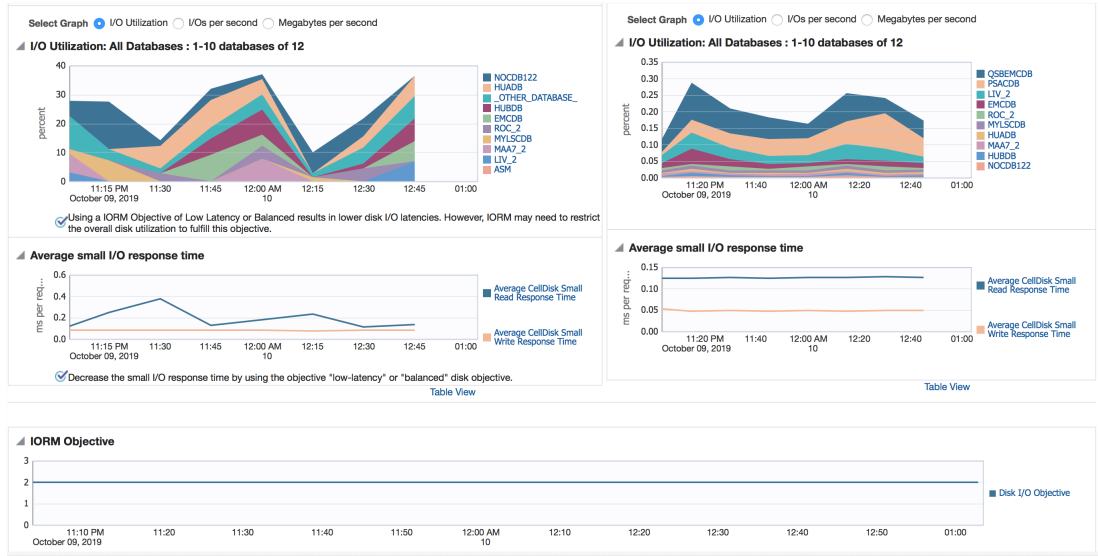 Select Graph I/O Utilization I/Os per second Megabytes per second
I/O Utilization: All Databases : 1-10 databases of 12
40
30
20
10
0
percent
11:15 PM 11:30 11:45 12:00 AM 12:15 12:30 12:45 01:00
October 09, 2019 10
NOCDB122
HUADB
_OTHER_DATABASE_
HUBDB
EMCDB
ROC_2
MYLSCDB
MAA7_2
LIV_2
ASM
Using a IORM Objective of Low Latency or Balanced results in lower disk I/O latencies. However, IORM may need to restrict
the overall disk utilization to fulfill this objective.
Average small I/O response time
0.6
0.4
0.2
0.0
ms per req...
11:15 PM 11:30 11:45 12:00 AM 12:15 12:30 12:45 01:00
October 09, 2019 10
Average CellDisk Small
Read Response Time
Average CellDisk Small
Write Response Time
Decrease the small I/O response time by using the objective "low-latency" or "balanced" disk objective.
Table View
Select Graph I/O Utilization I/Os per second Megabytes per second
I/O Utilization: All Databases : 1-10 databases of 12
0.35
0.30
0.25
0.20
0.15
0.10
0.05
0.00
percent
11:20 PM 11:40 12:00 AM 12:20 12:40 01:00
October 09, 2019 10
QSBEMCDB
PSACDB
LIV_2
EMCDB
ROC_2
MYLSCDB
HUADB
MAA7_2
HUBDB
NOCDB122
Average small I/O response time
0.15
0.10
0.05
0.00
ms per req...
11:20 PM 11:40 12:00 AM 12:20 12:40 01:00
October 09, 2019 10
Average CellDisk Small
Read Response Time
Average CellDisk Small
Write Response Time
Table View
IORM Objective
3
2
1
0
11:10 PM 11:20 11:30 11:40 11:50 12:00 AM 12:10 12:20 12:30 12:40 12:50 01:00
October 09, 2019 10
Disk I/O Objective